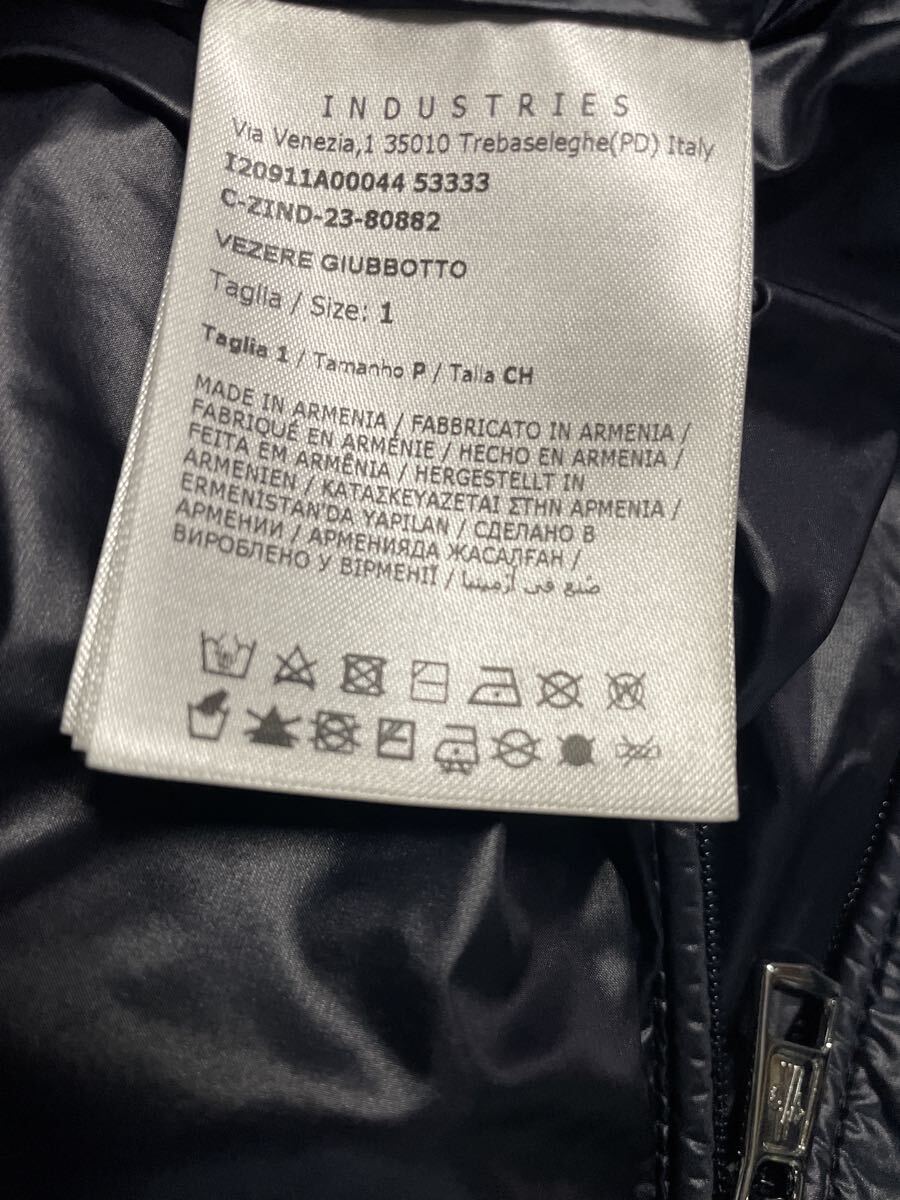 INDUSTRIES
Via Venezia,1 35010 Trebaseleghe(PD) Italy
I20911A00044 53333
C-ZIND-23-80882
VEZERE GIUBBOTTO
Taglia / Size: 1
Taglia 1 / Tamanho P / Talla CH
MADE IN ARMENIA / FABBRICATO IN ARMENIA /
FABRIQUÉ EN ARMÉNIE / HECHO EN ARMENIA /
FEITA EM ARMÊNIA / HERGESTELLT IN
ARMENIEN / ΚΑΤΑΣΚΕΥΑΖΕΤΑΙ ΣΤΗΝ ΑΡΜΕΝΙΑ /
ERMENİSTAN'DA YAPILAN / СДЕЛАНО В
АРМЕНИИ / АРМЕНИЯДА ЖАСАЛҒАН /
ВИРОБЛЕНО У ВІРМЕНІЇ / صُنع في أرمينيا